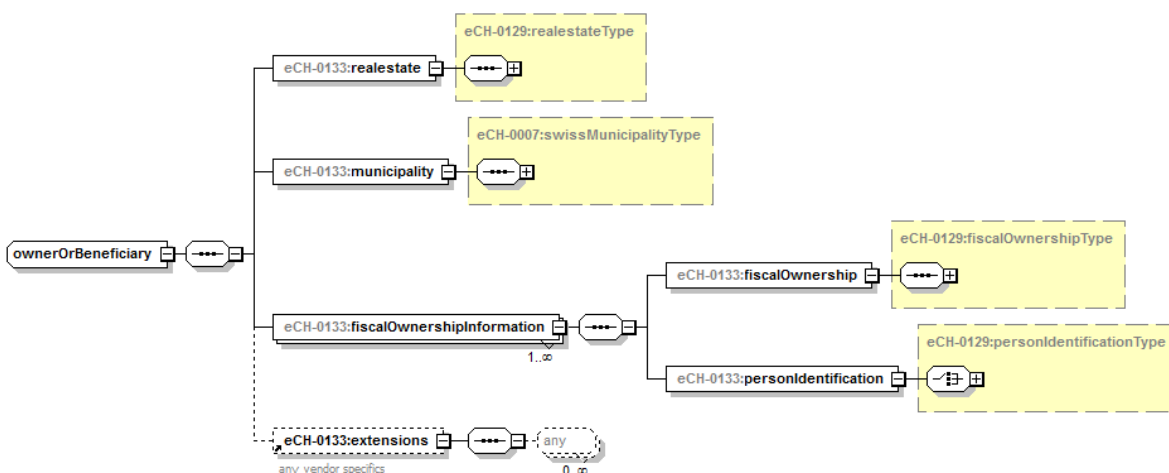 eCH-0129:realestateType
eCH-0133:realestate
eCH-0007:swissMunicipalityType
eCH-0133:municipality
ownerOrBeneficiary
eCH-0129:fiscalOwnershipType
eCH-0133:fiscalOwnership
eCH-0133:fiscalOwnershipInformation
1..∞
eCH-0129:personIdentificationType
eCH-0133:personIdentification
eCH-0133:extensions
any
0..∞
any vendor specifics